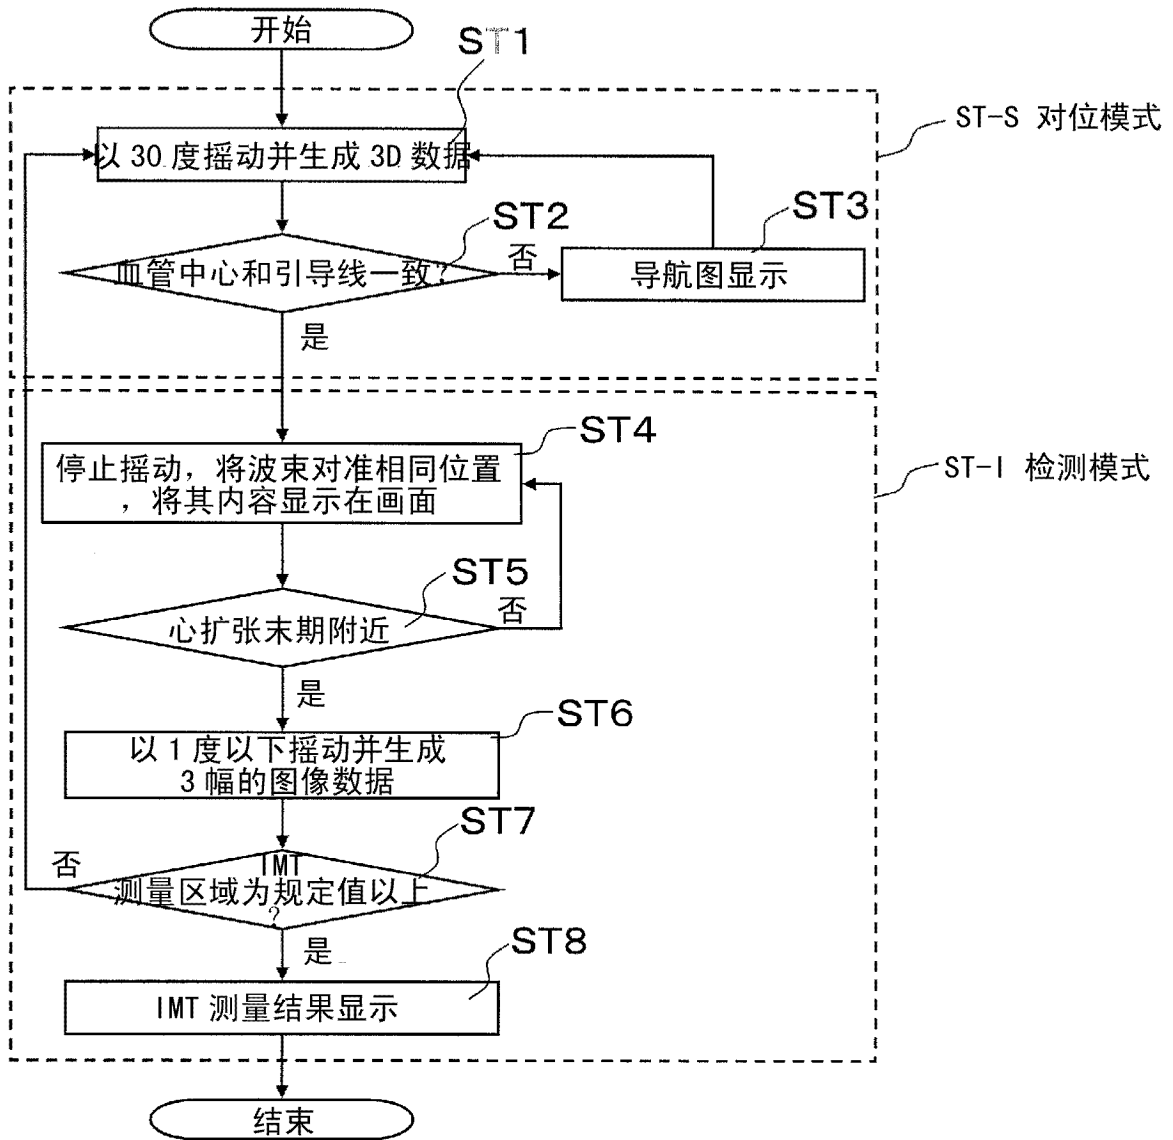 开始
ST1
ST-S 对位模式
以 30 度摇动并生成 3D 数据
ST2
ST3
血管中心和引导线一致?
否
导航图显示
是
ST4
停止摇动，将波束对准相同位置
，将其内容显示在画面
ST-I 检测模式
ST5
心扩张末期附近
否
是
ST6
以 1 度以下摇动并生成
3 幅的图像数据
ST7
否
IMT
测量区域为规定值以上
?
是
ST8
IMT 测量结果显示
结束